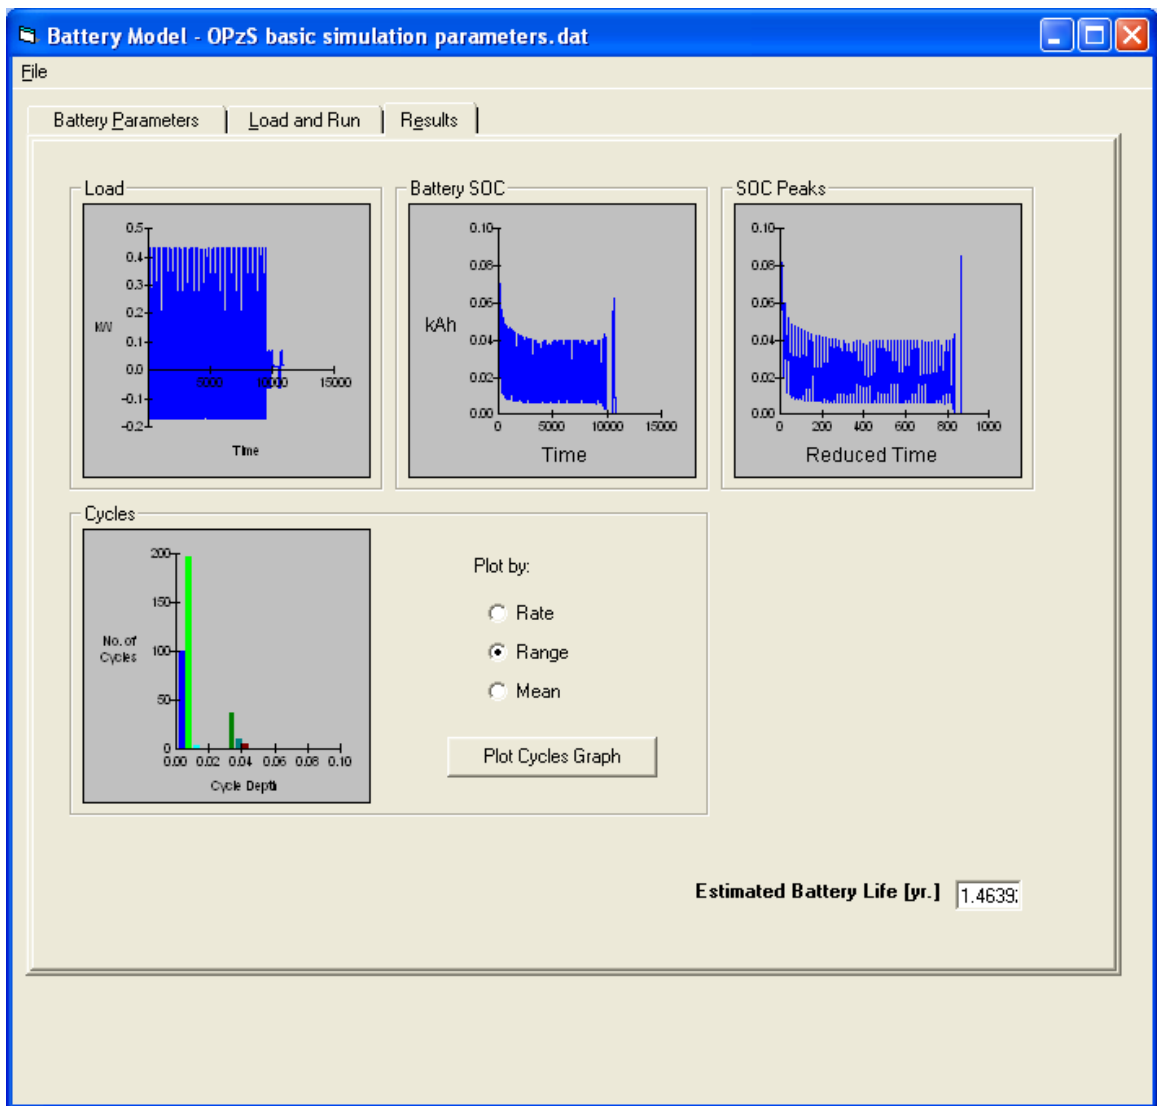 Battery Model - OPzS basic simulation parameters.dat
File
Battery Parameters
Load and Run
Results
Load
0.5
0.4
0.3
0.2
0.1
0.0
-0.1
-0.2
kW
5000 10000 15000
Time
Battery SOC
0.10
0.08
0.06
0.04
0.02
0.00
kAh
0 5000 10000 15000
Time
SOC Peaks
0.10
0.08
0.06
0.04
0.02
0.00
0 200 400 600 800 1000
Reduced Time
Cycles
200
150
100
50
0
No. of
Cycles
0.00 0.02 0.04 0.06 0.08 0.10
Cycle Depth
Plot by:
Rate
Range
Mean
Plot Cycles Graph
Estimated Battery Life [yr.] 1.4639